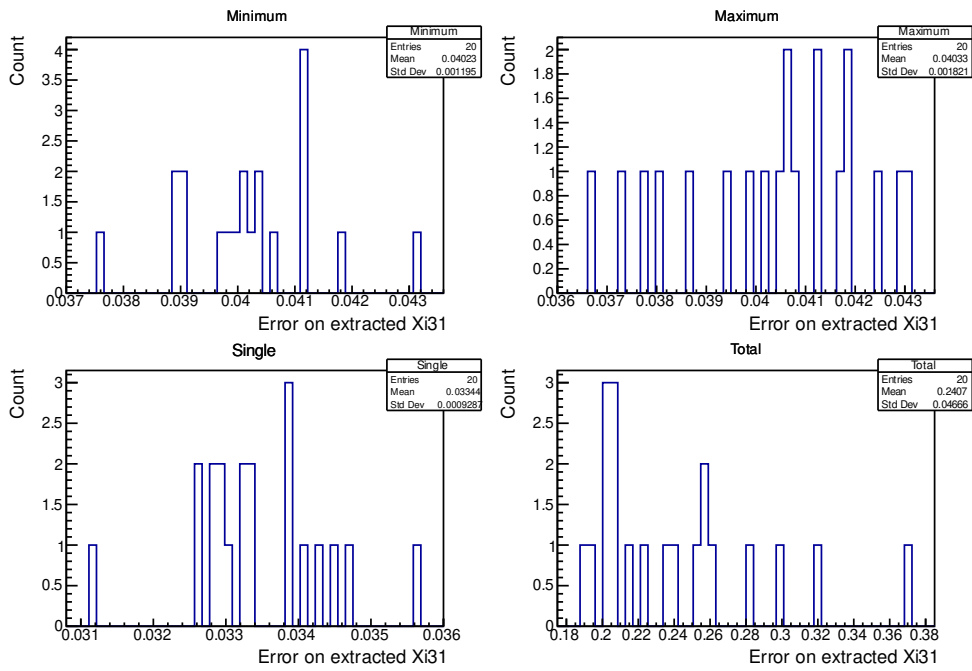 Minimum
Count
Minimum
Entries 20
Mean 0.04023
Std Dev 0.001195
4
3.5
3
2.5
2
1.5
1
0.5
0
0.037 0.038 0.039 0.04 0.041 0.042 0.043
Error on extracted Xi31
Maximum
Count
Maximum
Entries 20
Mean 0.04033
Std Dev 0.001821
2
1.8
1.6
1.4
1.2
1
0.8
0.6
0.4
0.2
0
0.036 0.037 0.038 0.039 0.04 0.041 0.042 0.043
Error on extracted Xi31
Single
Count
Single
Entries 20
Mean 0.03344
Std Dev 0.0009287
3
2.5
2
1.5
1
0.5
0
0.031 0.032 0.033 0.034 0.035 0.036
Error on extracted Xi31
Total
Count
Total
Entries 20
Mean 0.2407
Std Dev 0.04666
3
2.5
2
1.5
1
0.5
0
0.18 0.2 0.22 0.24 0.26 0.28 0.3 0.32 0.34 0.36 0.38
Error on extracted Xi31